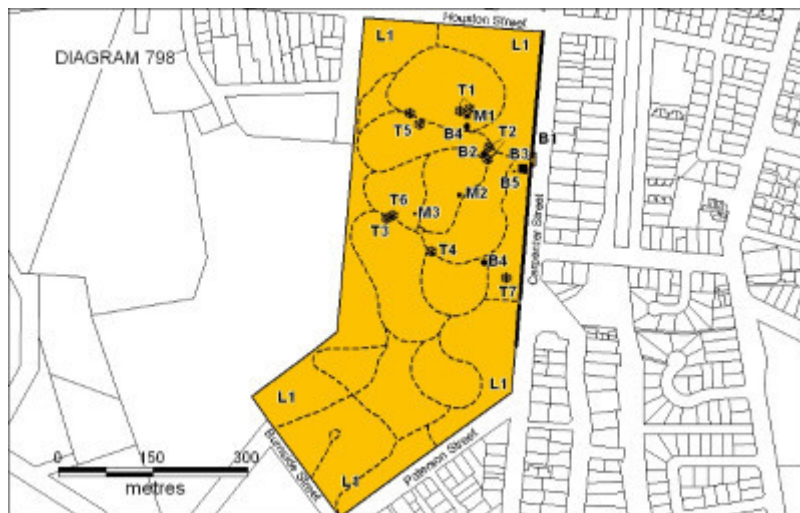 Houston Street
L1
L1
DIAGRAM 798
T1
M1
T5
B4
T2
B1
B2
B3
B5
M2
T6
M3
T3
T4
B4
T7
Carpenter Street
L1
L1
Burnside Street
Paterson Street
L1
0 150 300
metres